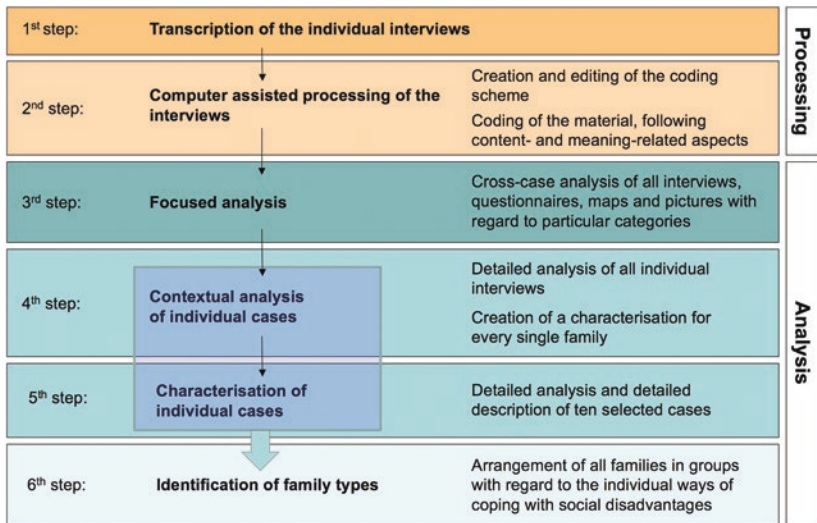 1st step:
Transcription of the individual interviews
2nd step:
Computer assisted processing of the
interviews
Creation and editing of the coding
scheme
Coding of the material, following
content- and meaning-related aspects
Processing
3rd step:
Focused analysis
Cross-case analysis of all interviews,
questionnaires, maps and pictures with
regard to particular categories
4th step:
Contextual analysis
of individual cases
Detailed analysis of all individual
interviews
Creation of a characterisation for
every single family
5th step:
Characterisation of
individual cases
Detailed analysis and detailed
description of ten selected cases
6th step:
Identification of family types
Arrangement of all families in groups
with regard to the individual ways of
coping with social disadvantages
Analysis